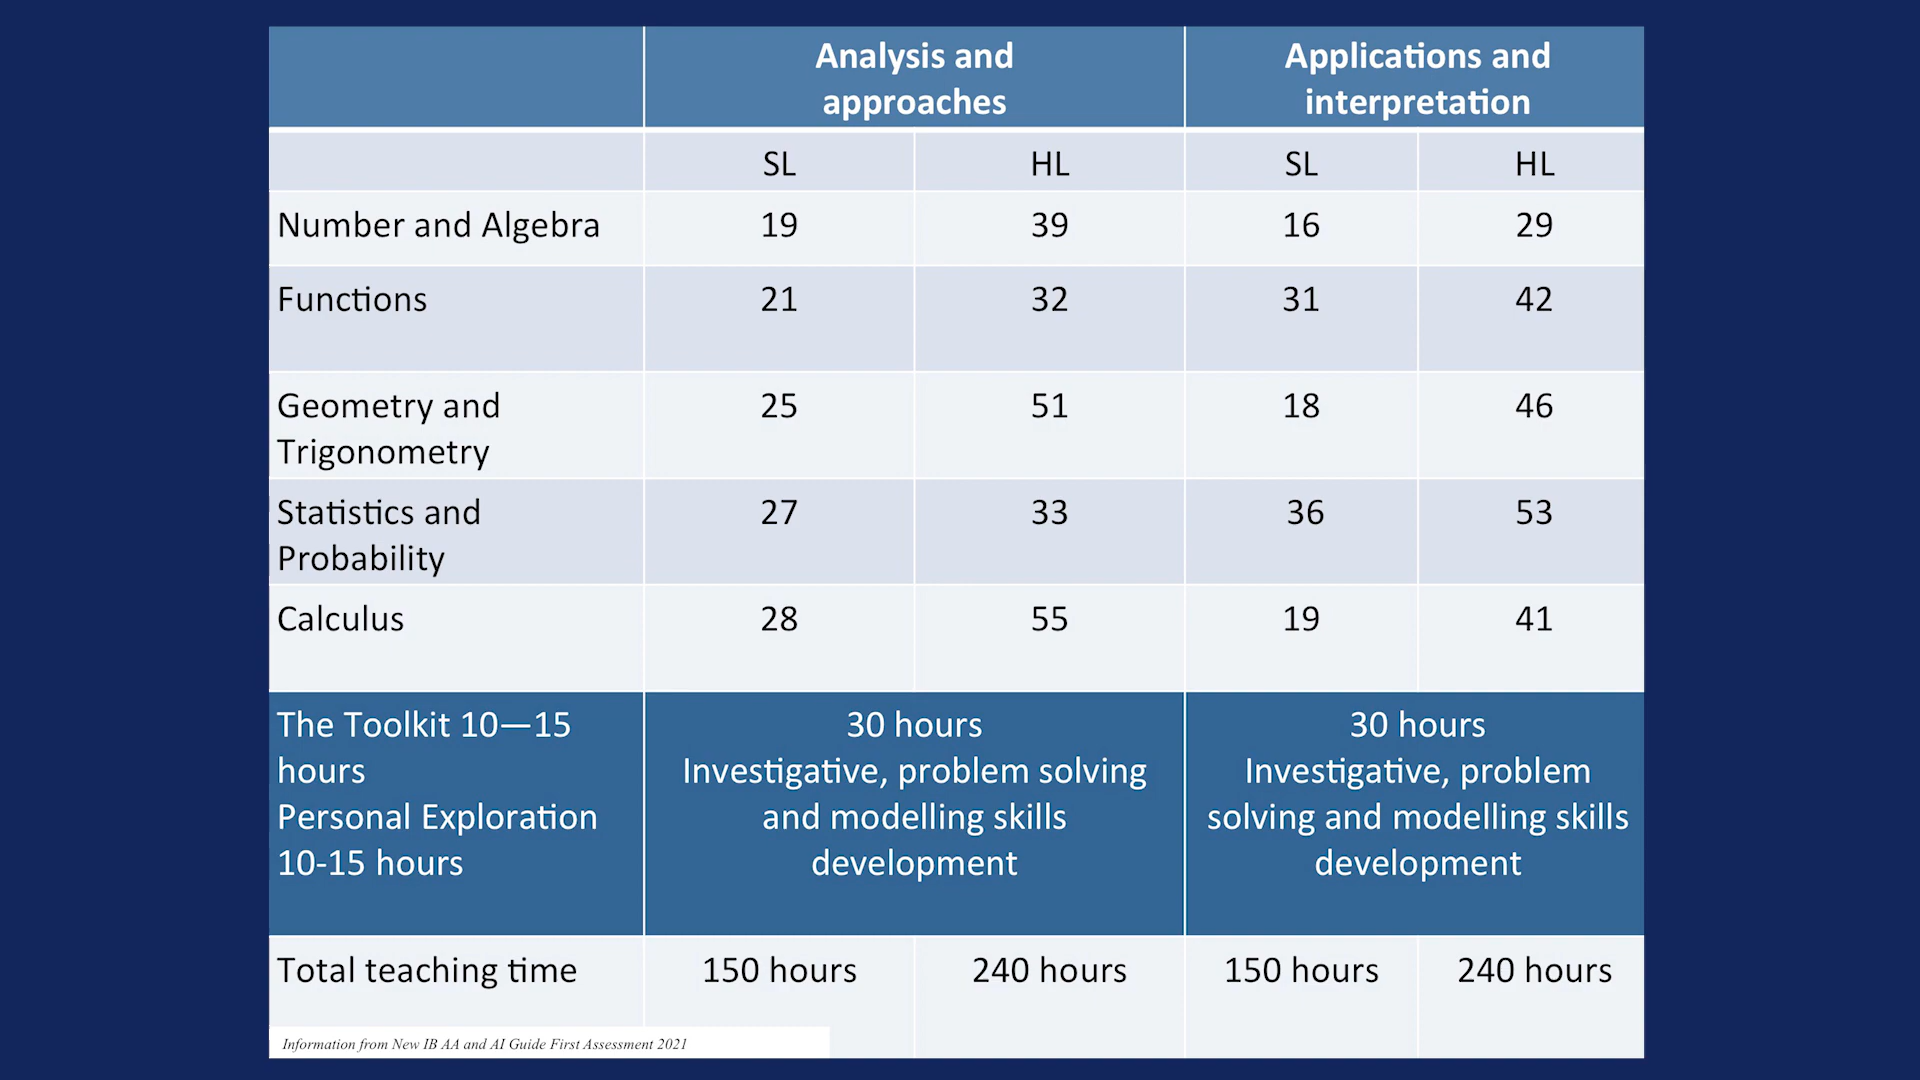 Analysis and
approaches
Applications and
interpretation
SL HL SL HL
Number and Algebra 19 39 16 29
Functions 21 32 31 42
Geometry and
Trigonometry
25 51 18 46
Statistics and
Probability
27 33 36 53
Calculus 28 55 19 41
The Toolkit 10—15
hours
Personal Exploration
10-15 hours
30 hours
Investigative, problem solving
and modelling skills
development
30 hours
Investigative, problem
solving and modelling skills
development
Total teaching time 150 hours 240 hours 150 hours 240 hours
Information from New IB AA and AI Guide First Assessment 2021